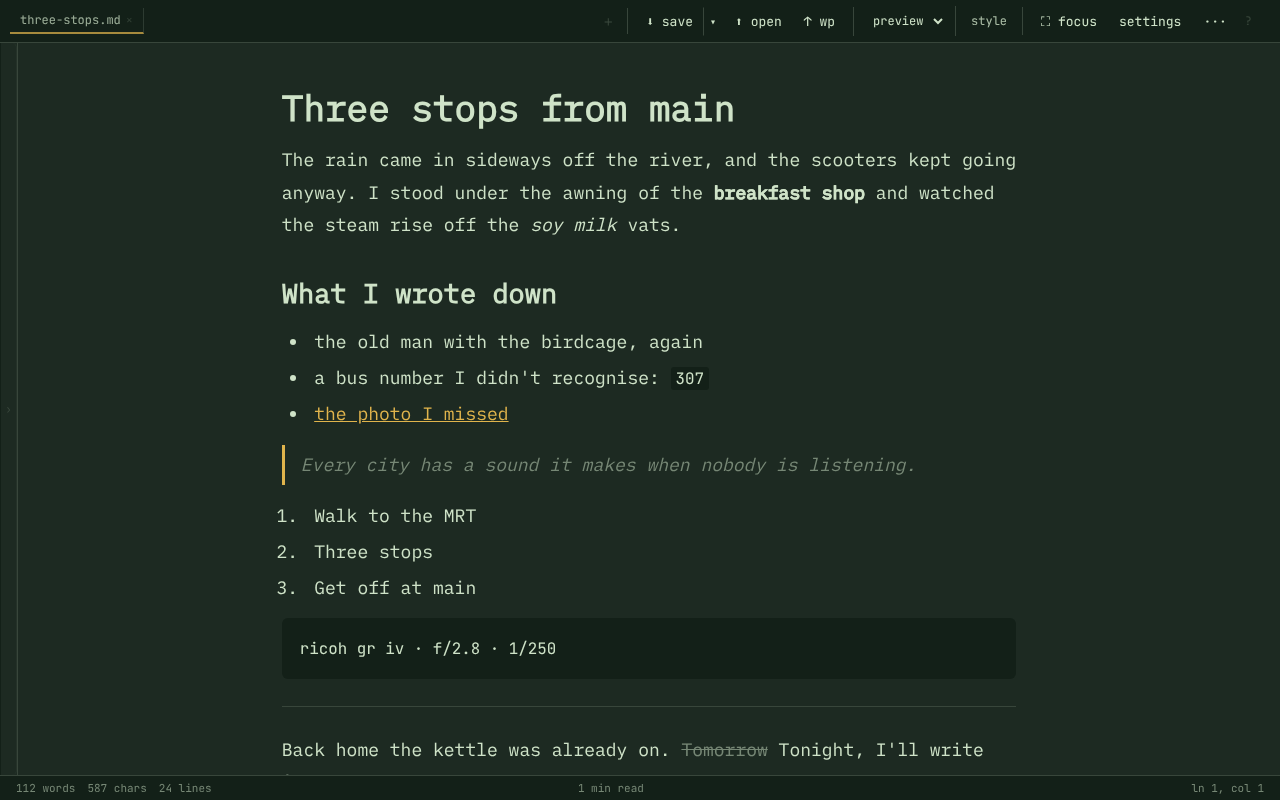 three-stops.md ×
+ ⬇ save ▾ ⬆ open ↑ wp preview style ⛶ focus settings ··· ?
Three stops from main
The rain came in sideways off the river, and the scooters kept going
anyway. I stood under the awning of the breakfast shop and watched
the steam rise off the soy milk vats.
What I wrote down
• the old man with the birdcage, again
• a bus number I didn't recognise: 307
• the photo I missed
Every city has a sound it makes when nobody is listening.
1. Walk to the MRT
2. Three stops
3. Get off at main
ricoh gr iv · f/2.8 · 1/250
Back home the kettle was already on. Tomorrow Tonight, I'll write
112 words 587 chars 24 lines
1 min read
ln 1, col 1